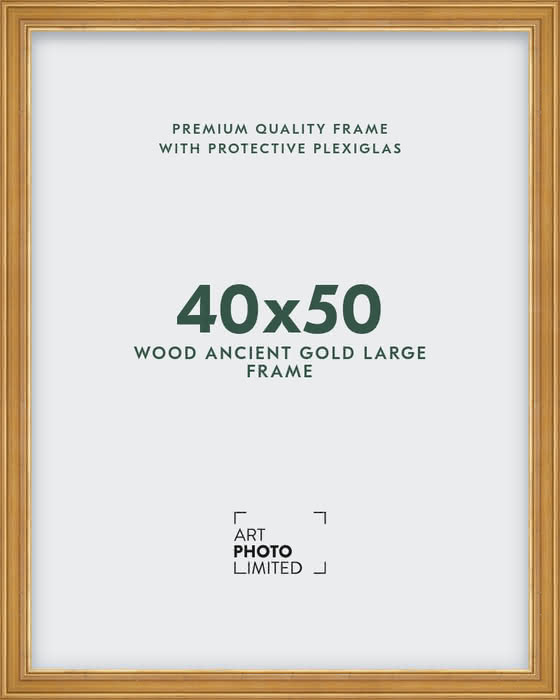 PREMIUM QUALITY FRAME
WITH PROTECTIVE PLEXIGLAS
40x50
WOOD ANCIENT GOLD LARGE
FRAME
ART
PHOTO
LIMITED